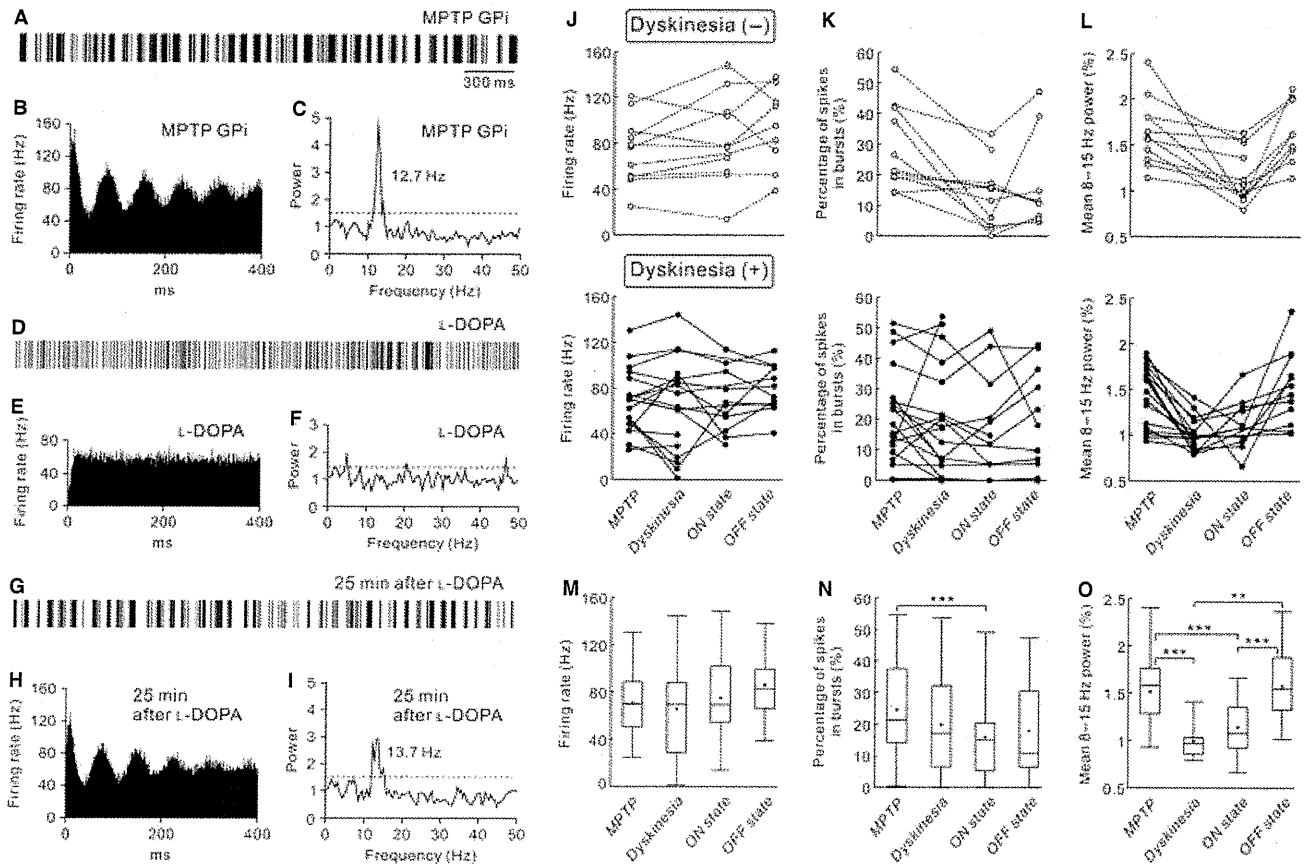 A
MPTP GPi
300 ms
B
MPTP GPi
Firing rate (Hz)
160
120
80
40
0
0 200 400
ms
C
MPTP GPi
12.7 Hz
Power
5
4
3
2
1
0
0 10 20 30 40 50
Frequency (Hz)
D
L-DOPA
E
L-DOPA
Firing rate (Hz)
80
40
0
0 200 400
ms
F
L-DOPA
Power
3
2
1
0
0 10 20 30 40 50
Frequency (Hz)
G
25 min after L-DOPA
H
25 min
after L-DOPA
Firing rate (Hz)
160
120
80
40
0
0 200 400
ms
I
25 min
after L-DOPA
13.7 Hz
Power
5
4
3
2
1
0
0 10 20 30 40 50
Frequency (Hz)
J
Dyskinesia (−)
Firing rate (Hz)
160
120
80
40
0
Dyskinesia (+)
Firing rate (Hz)
160
120
80
40
0
MPTP
Dyskinesia
ON state
OFF state
K
Percentage of spikes
in bursts (%)
60
50
40
30
20
10
0
Percentage of spikes
in bursts (%)
60
50
40
30
20
10
0
MPTP
Dyskinesia
ON state
OFF state
L
Mean 8–15 Hz power (%)
2.5
2
1.5
1
0.5
Mean 8–15 Hz power (%)
2.5
2
1.5
1
0.5
MPTP
Dyskinesia
ON state
OFF state
M
Firing rate (Hz)
160
120
80
40
0
MPTP
Dyskinesia
ON state
OFF state
N
***
Percentage of spikes
in bursts (%)
60
50
40
30
20
10
0
MPTP
Dyskinesia
ON state
OFF state
O
**
***
***
***
Mean 8–15 Hz power (%)
2.5
2
1.5
1
0.5
MPTP
Dyskinesia
ON state
OFF state